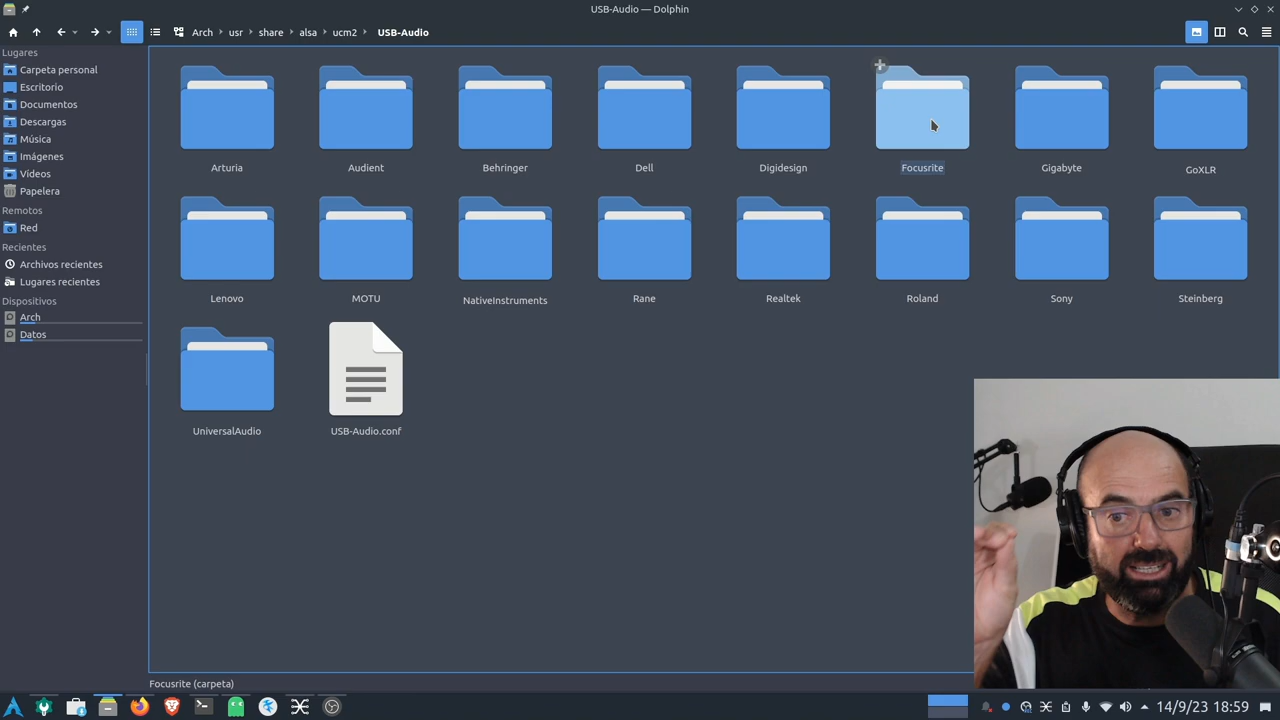 USB-Audio — Dolphin
Arch usr share alsa ucm2 USB-Audio
Lugares
Carpeta personal
Escritorio
Documentos
Descargas
Música
Imágenes
Vídeos
Papelera
Remotos
Red
Recientes
Archivos recientes
Lugares recientes
Dispositivos
Arch
Datos
Arturia Audient Behringer Dell Digidesign Focusrite Gigabyte GoXLR
Lenovo MOTU NativeInstruments Rane Realtek Roland Sony Steinberg
UniversalAudio USB-Audio.conf
Focusrite (carpeta)
14/9/23 18:59